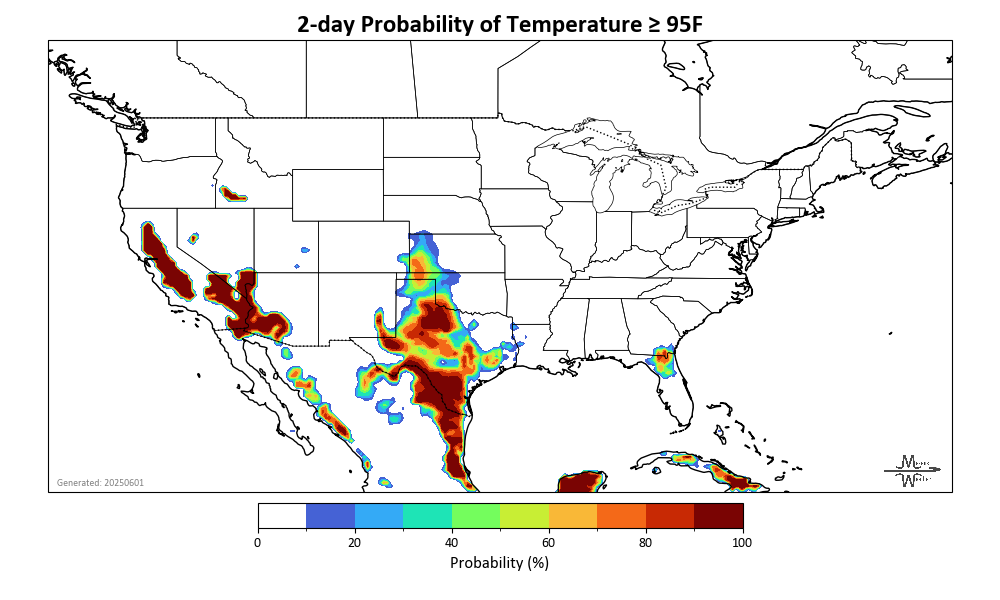 2-day Probability of Temperature ≥ 95F
Generated: 20250601
0 20 40 60 80 100
Probability (%)